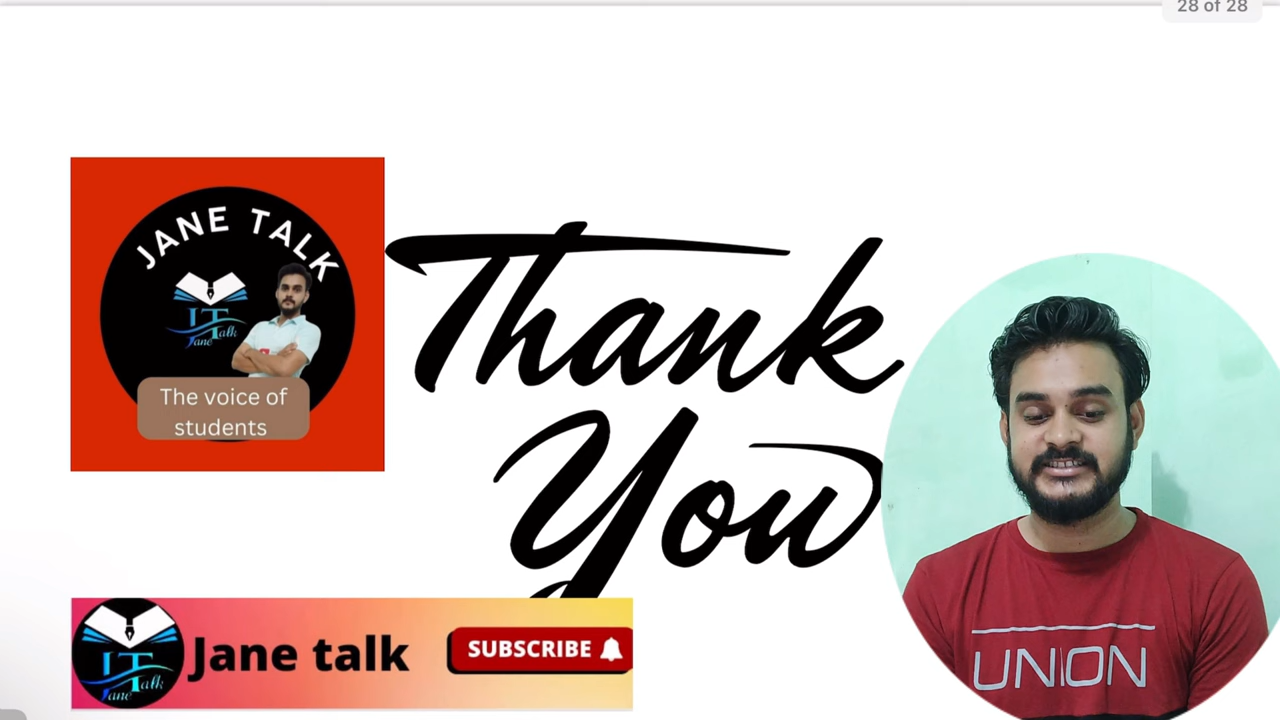 28 of 28
JANE TALK
JT
Jane Talk
The voice of
students
Thank
You
JT
Jane Talk
Jane talk
SUBSCRIBE
UNION